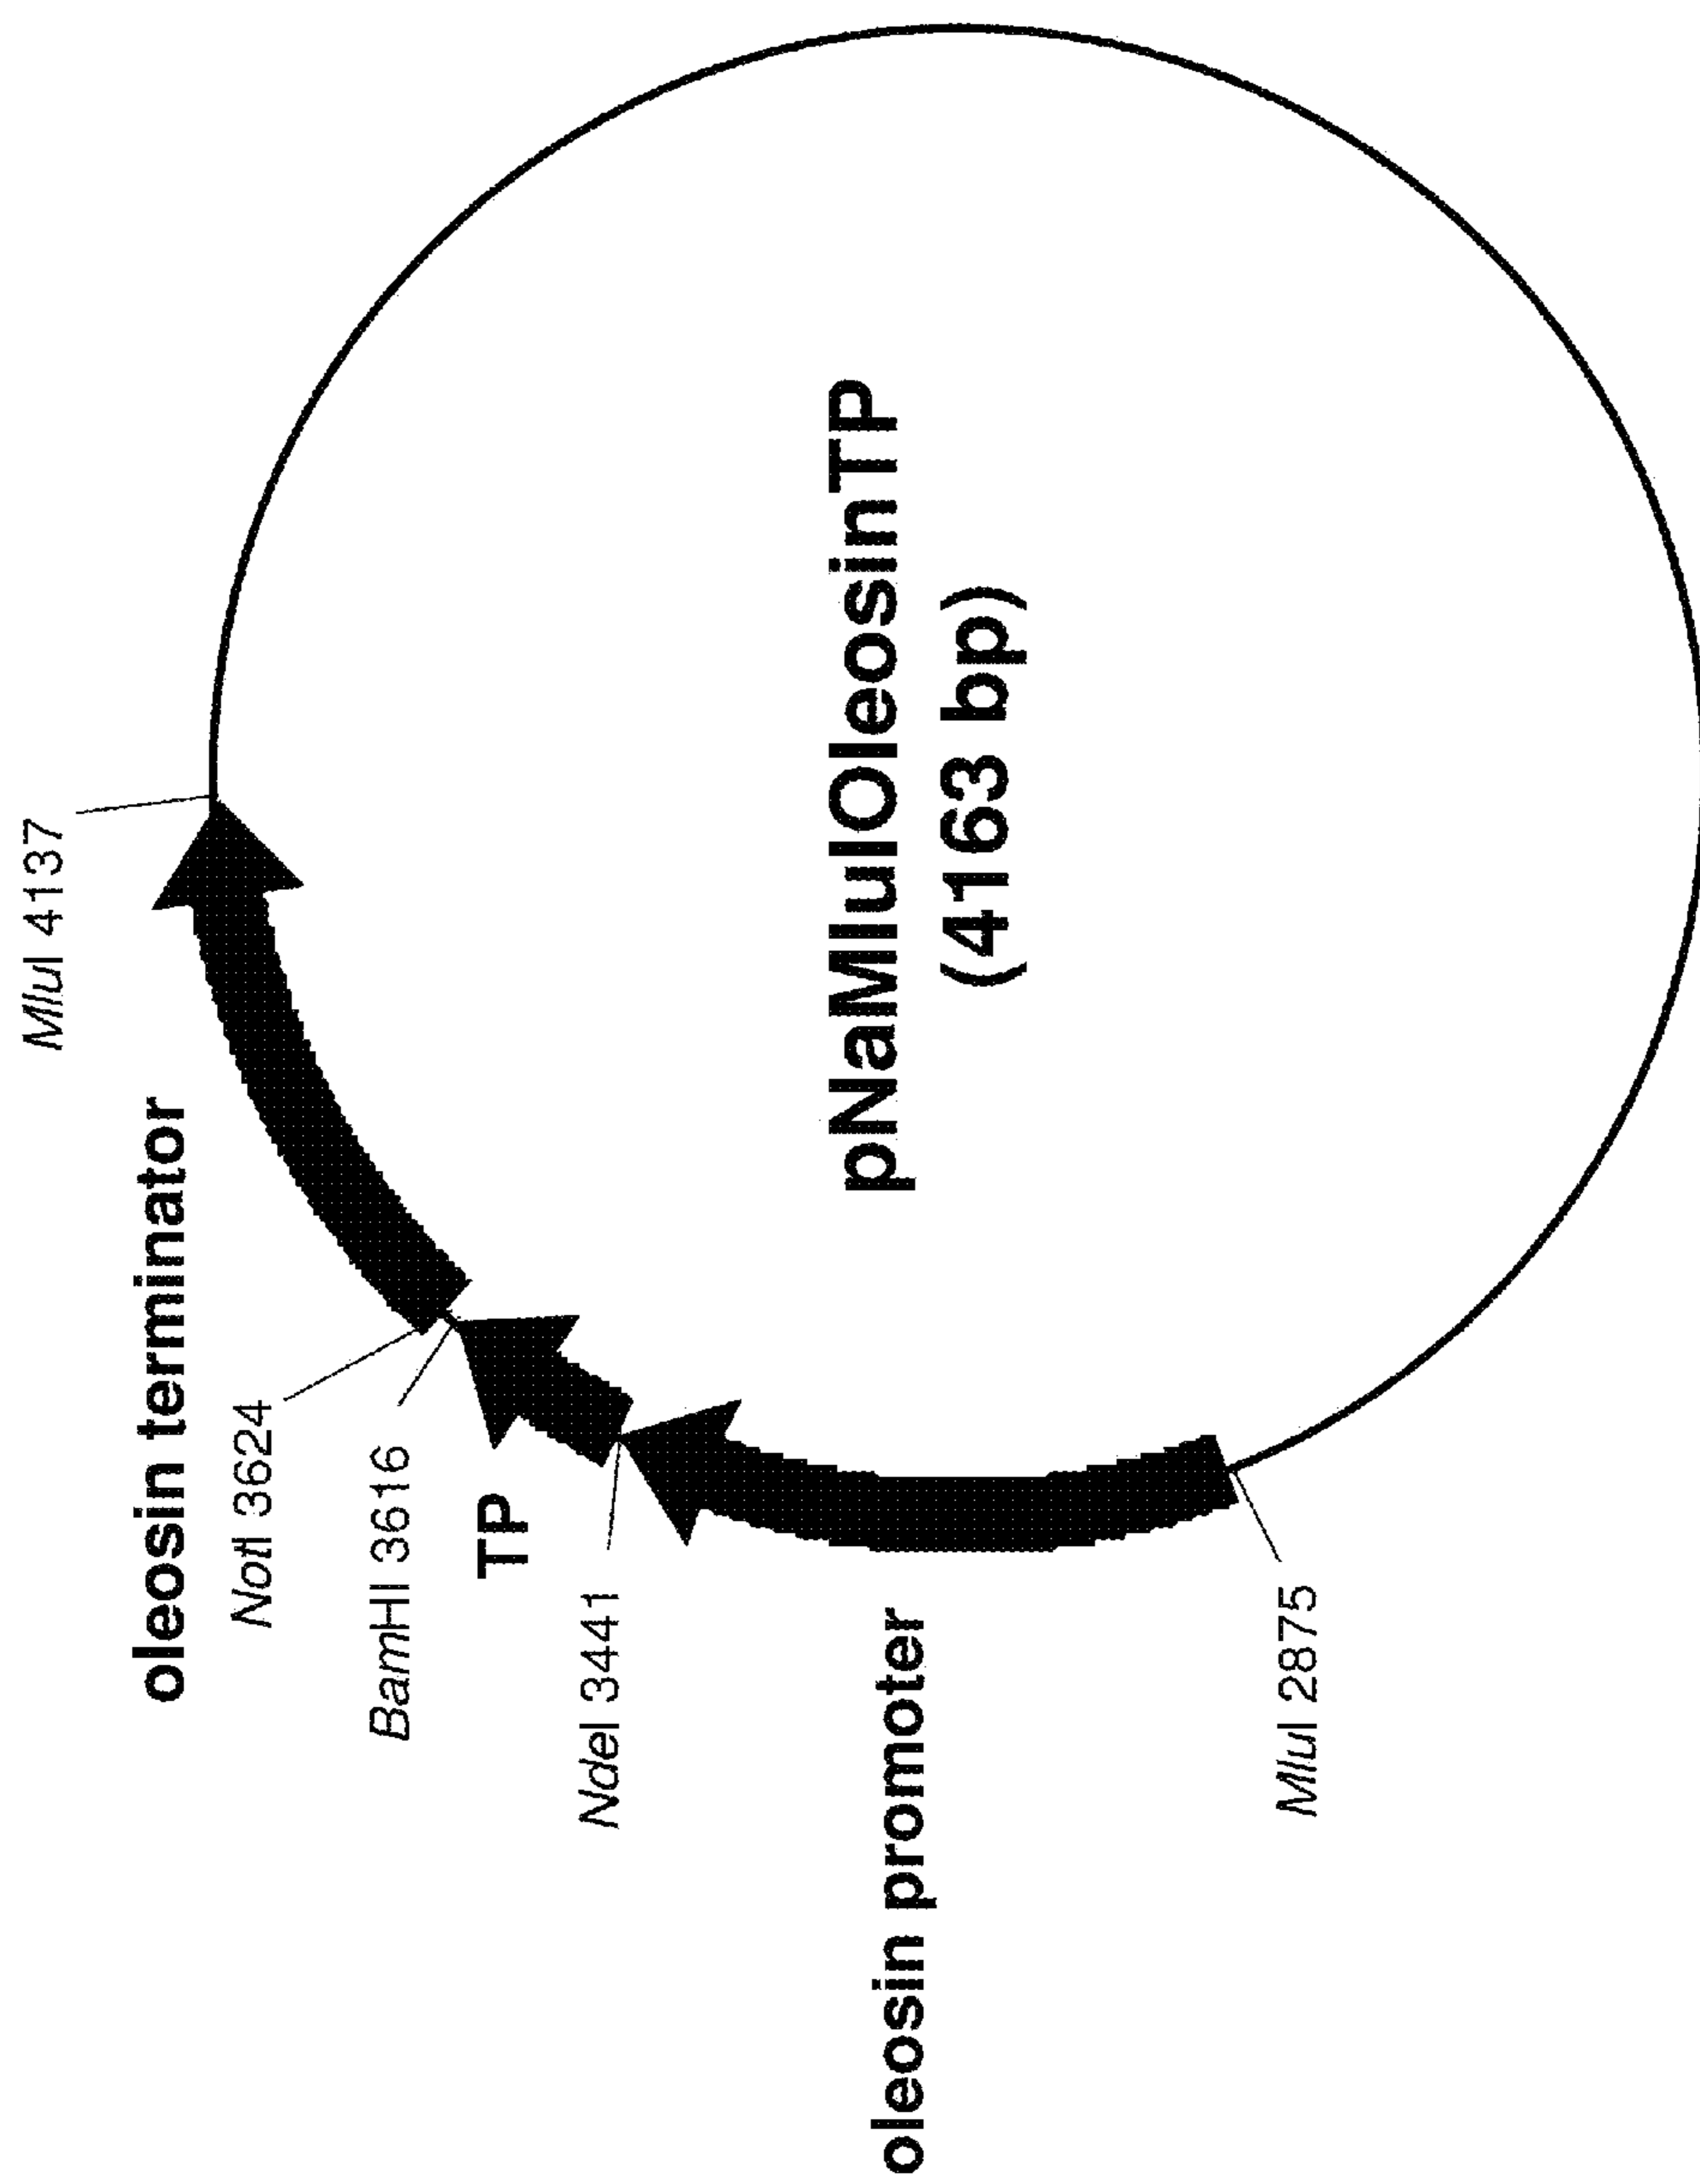 oleosin promoter
MluI 2875
NdeI 3441
TP
BamHI 3616
NotI 3624
oleosin terminator
MluI 4137
pNaMluIOleosinTP
(4163 bp)